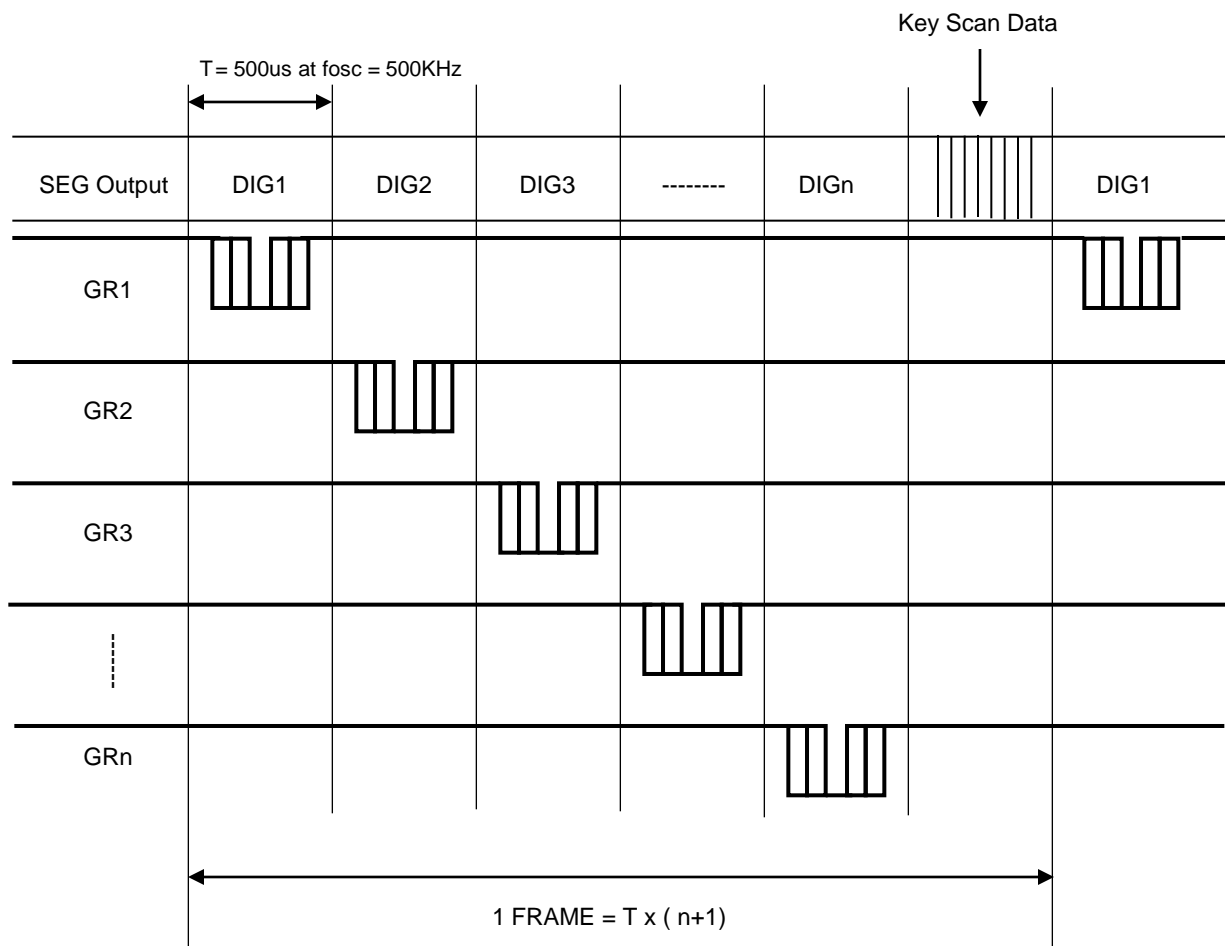 Key Scan Data
T = 500us at fosc = 500KHz
SEG Output DIG1 DIG2 DIG3 -------- DIGn DIG1
GR1
GR2
GR3
GRn
1 FRAME = T x ( n+1)